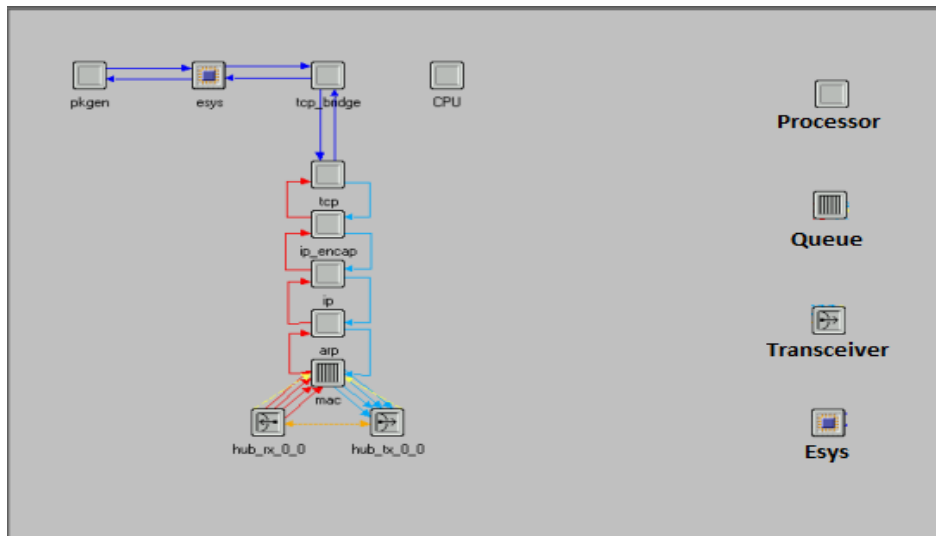 pkgen
esys
tcp_bridge
CPU
Processor
tcp
Queue
ip_encap
ip
Transceiver
arp
mac
hub_rx_0_0
hub_tx_0_0
Esys